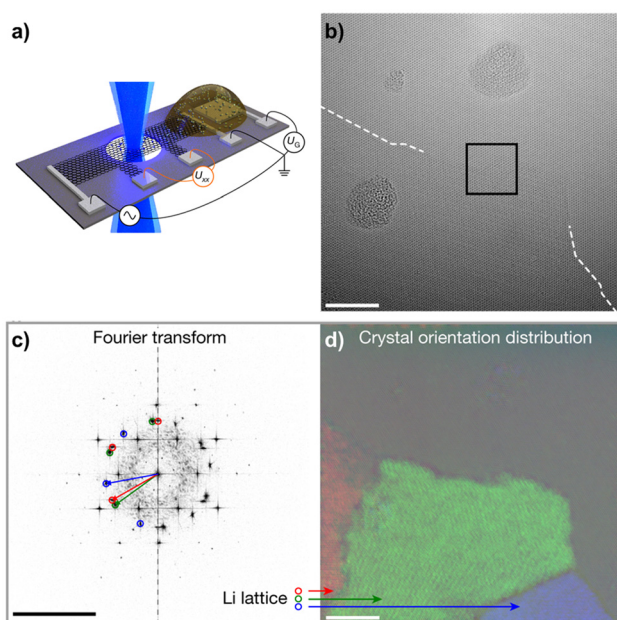 a)
b)
U_G
U_xx
c)
Fourier transform
d)
Crystal orientation distribution
Li lattice